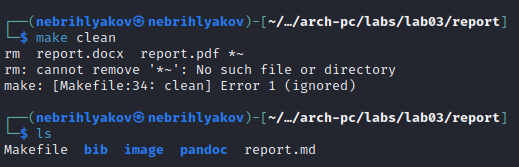 ┌──(nebrihlyakov㉿nebrihlyakov)-[~/…/arch-pc/labs/lab03/report]
└─$ make clean
rm  report.docx  report.pdf *~
rm: cannot remove '*~': No such file or directory
make: [Makefile:34: clean] Error 1 (ignored)
┌──(nebrihlyakov㉿nebrihlyakov)-[~/…/arch-pc/labs/lab03/report]
└─$ ls
Makefile  bib  image  pandoc  report.md